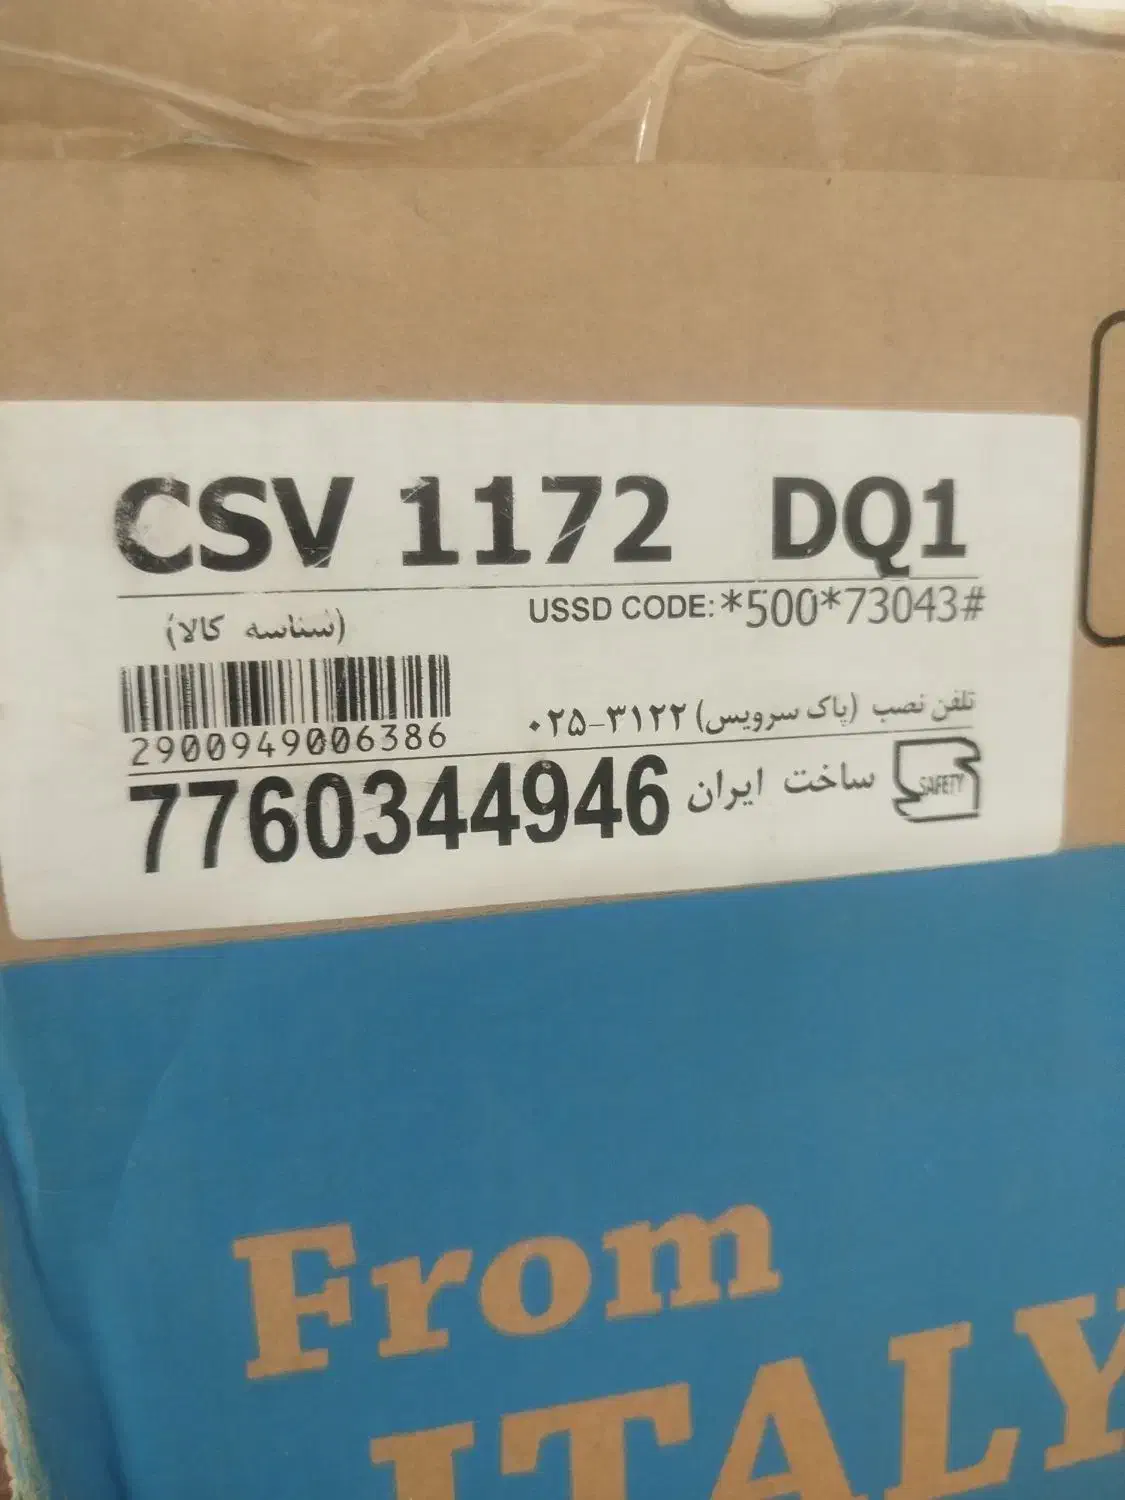 CSV 1172 DQ1
USSD CODE:*500*73043#
(شناسه کالا)
2900949006386
تلفن نصب (پاک سرویس) ۳۱۲۲-۰۲۵
7760344946
ساخت ایران
SAFETY
From
ITALY